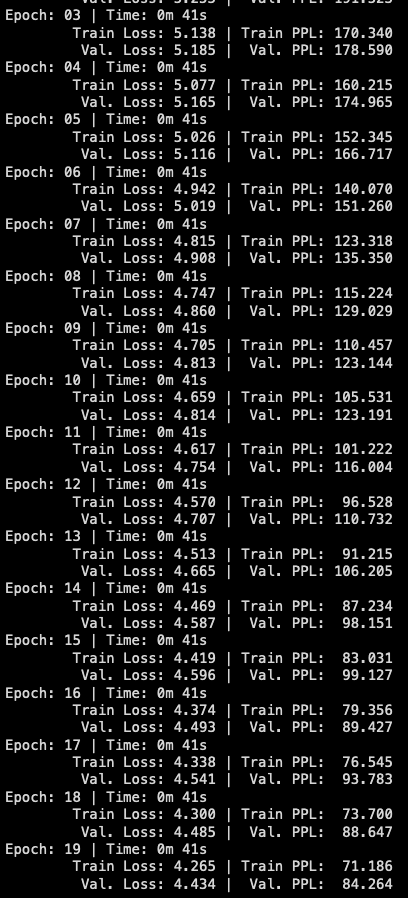 Epoch: 03 | Time: 0m 41s
Train Loss: 5.138 | Train PPL: 170.340
Val. Loss: 5.185 | Val. PPL: 178.590
Epoch: 04 | Time: 0m 41s
Train Loss: 5.077 | Train PPL: 160.215
Val. Loss: 5.165 | Val. PPL: 174.965
Epoch: 05 | Time: 0m 41s
Train Loss: 5.026 | Train PPL: 152.345
Val. Loss: 5.116 | Val. PPL: 166.717
Epoch: 06 | Time: 0m 41s
Train Loss: 4.942 | Train PPL: 140.070
Val. Loss: 5.019 | Val. PPL: 151.260
Epoch: 07 | Time: 0m 41s
Train Loss: 4.815 | Train PPL: 123.318
Val. Loss: 4.908 | Val. PPL: 135.350
Epoch: 08 | Time: 0m 41s
Train Loss: 4.747 | Train PPL: 115.224
Val. Loss: 4.860 | Val. PPL: 129.029
Epoch: 09 | Time: 0m 41s
Train Loss: 4.705 | Train PPL: 110.457
Val. Loss: 4.813 | Val. PPL: 123.144
Epoch: 10 | Time: 0m 41s
Train Loss: 4.659 | Train PPL: 105.531
Val. Loss: 4.814 | Val. PPL: 123.191
Epoch: 11 | Time: 0m 41s
Train Loss: 4.617 | Train PPL: 101.222
Val. Loss: 4.754 | Val. PPL: 116.004
Epoch: 12 | Time: 0m 41s
Train Loss: 4.570 | Train PPL: 96.528
Val. Loss: 4.707 | Val. PPL: 110.732
Epoch: 13 | Time: 0m 41s
Train Loss: 4.513 | Train PPL: 91.215
Val. Loss: 4.665 | Val. PPL: 106.205
Epoch: 14 | Time: 0m 41s
Train Loss: 4.469 | Train PPL: 87.234
Val. Loss: 4.587 | Val. PPL: 98.151
Epoch: 15 | Time: 0m 41s
Train Loss: 4.419 | Train PPL: 83.031
Val. Loss: 4.596 | Val. PPL: 99.127
Epoch: 16 | Time: 0m 41s
Train Loss: 4.374 | Train PPL: 79.356
Val. Loss: 4.493 | Val. PPL: 89.427
Epoch: 17 | Time: 0m 41s
Train Loss: 4.338 | Train PPL: 76.545
Val. Loss: 4.541 | Val. PPL: 93.783
Epoch: 18 | Time: 0m 41s
Train Loss: 4.300 | Train PPL: 73.700
Val. Loss: 4.485 | Val. PPL: 88.647
Epoch: 19 | Time: 0m 41s
Train Loss: 4.265 | Train PPL: 71.186
Val. Loss: 4.434 | Val. PPL: 84.264